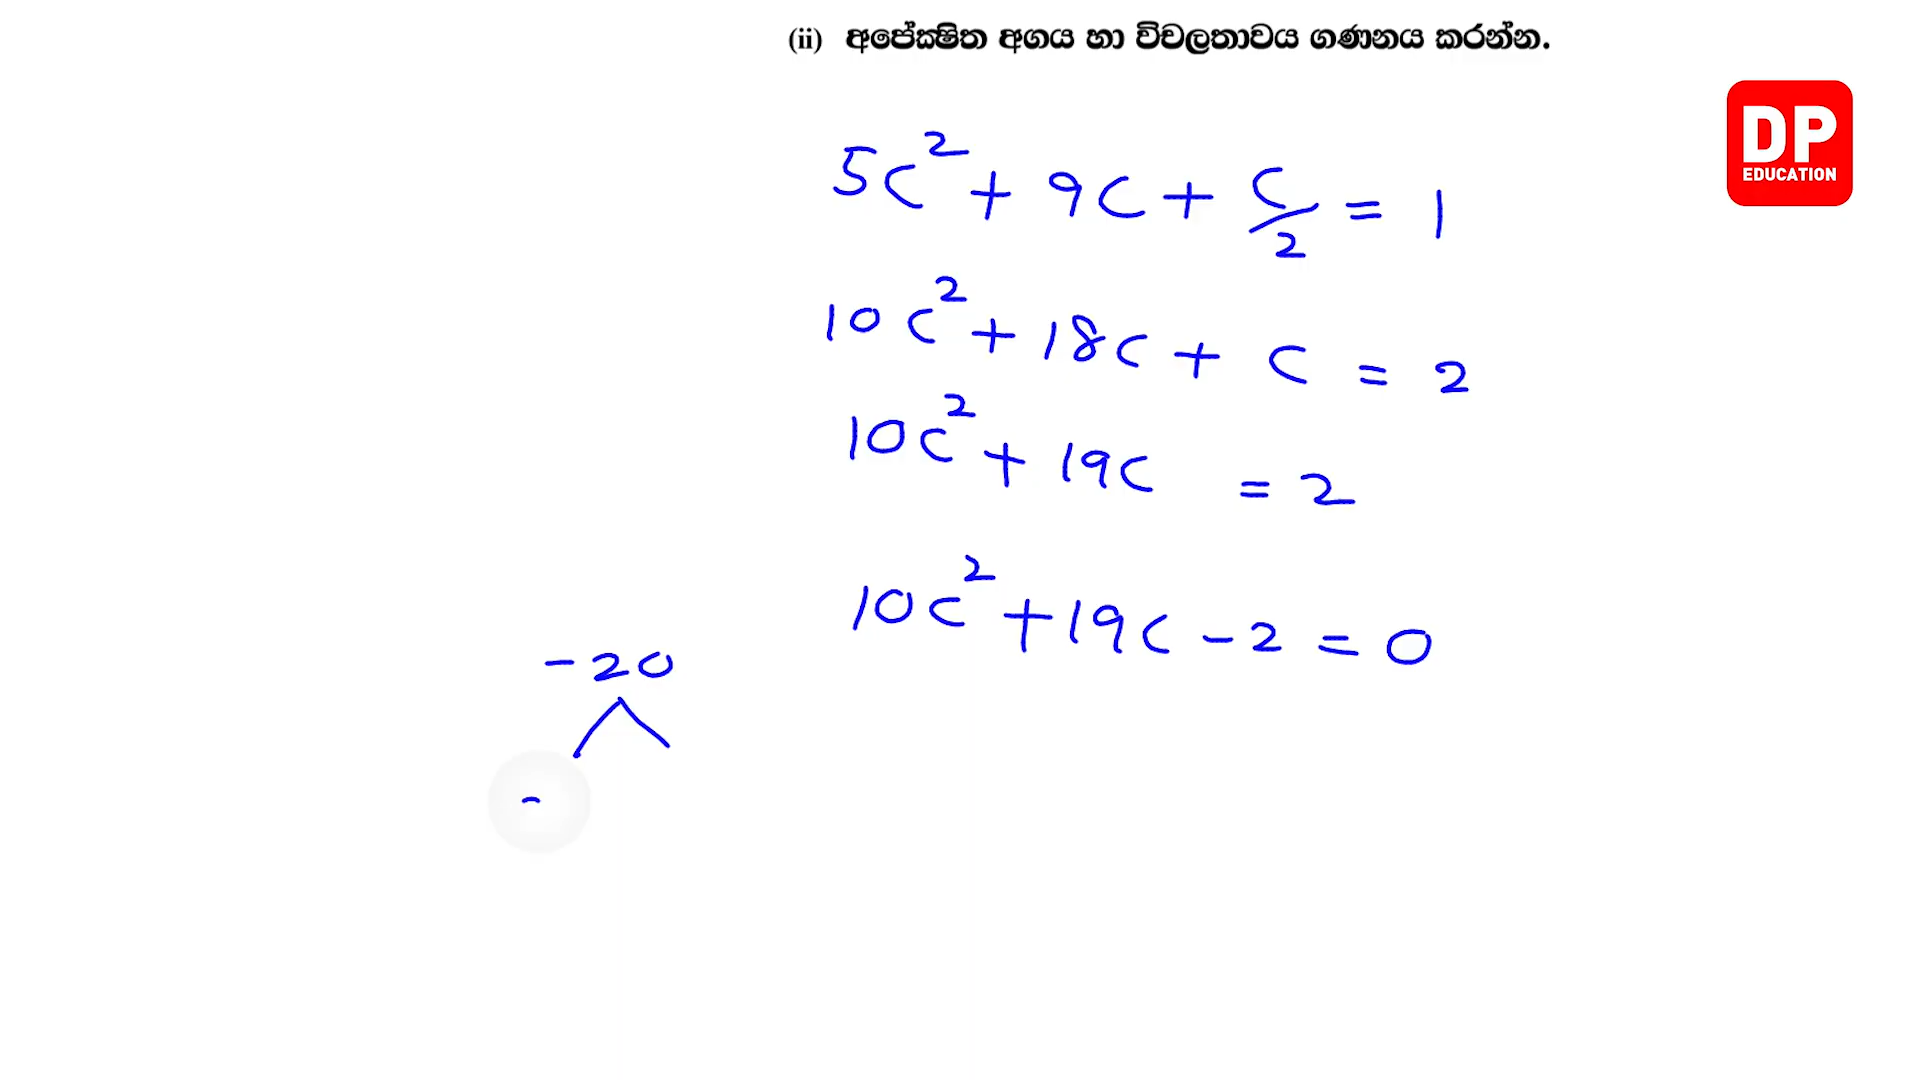 (ii) අපේක්ෂිත අගය හා විචලතාවය ගණනය කරන්න.
DP
EDUCATION
5c² + 9c + c/2 = 1
10c² + 18c + c = 2
10c² + 19c = 2
10c² + 19c - 2 = 0
-20
-